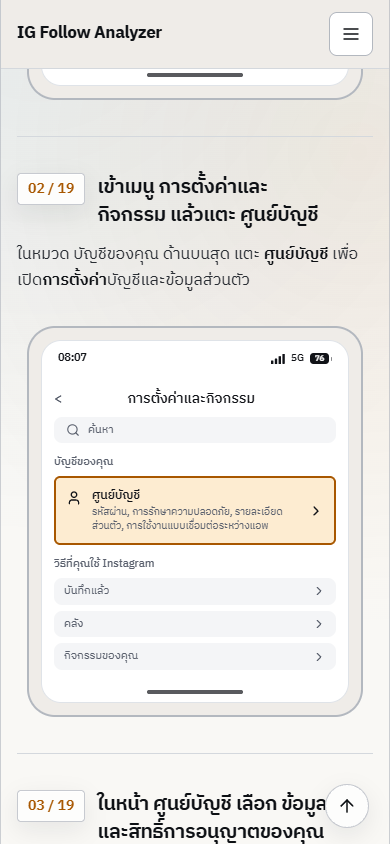 IG Follow Analyzer
02 / 19
เข้าเมนู การตั้งค่าและ
กิจกรรม แล้วแตะ ศูนย์บัญชี
ในหมวด บัญชีของคุณ ด้านบนสุด แตะ ศูนย์บัญชี เพื่อ
เปิดการตั้งค่าบัญชีและข้อมูลส่วนตัว
08:07
5G 76
< การตั้งค่าและกิจกรรม
ค้นหา
บัญชีของคุณ
ศูนย์บัญชี
รหัสผ่าน, การรักษาความปลอดภัย, รายละเอียด
ส่วนตัว, การใช้งานแบบเชื่อมต่อระหว่างแอพ
วิธีที่คุณใช้ Instagram
บันทึกแล้ว
คลัง
กิจกรรมของคุณ
03 / 19
ในหน้า ศูนย์บัญชี เลือก ข้อมูล
และสิทธิ์การอนุญาตของคุณ